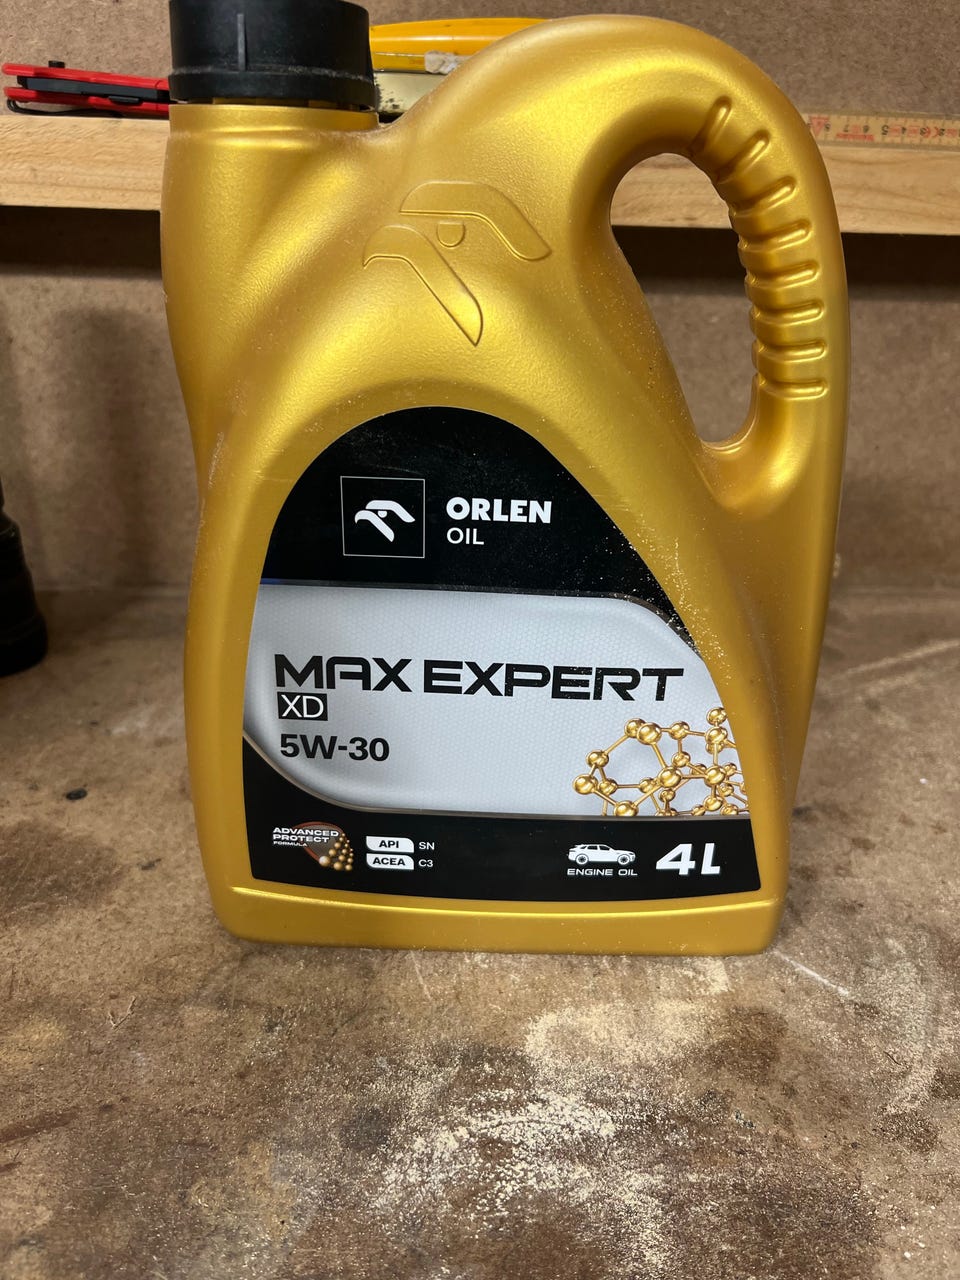 ORLEN
OIL
MAX EXPERT
XD
5W-30
ADVANCED
PROTECT
FORMULA
API SN
ACEA C3
ENGINE OIL
4L